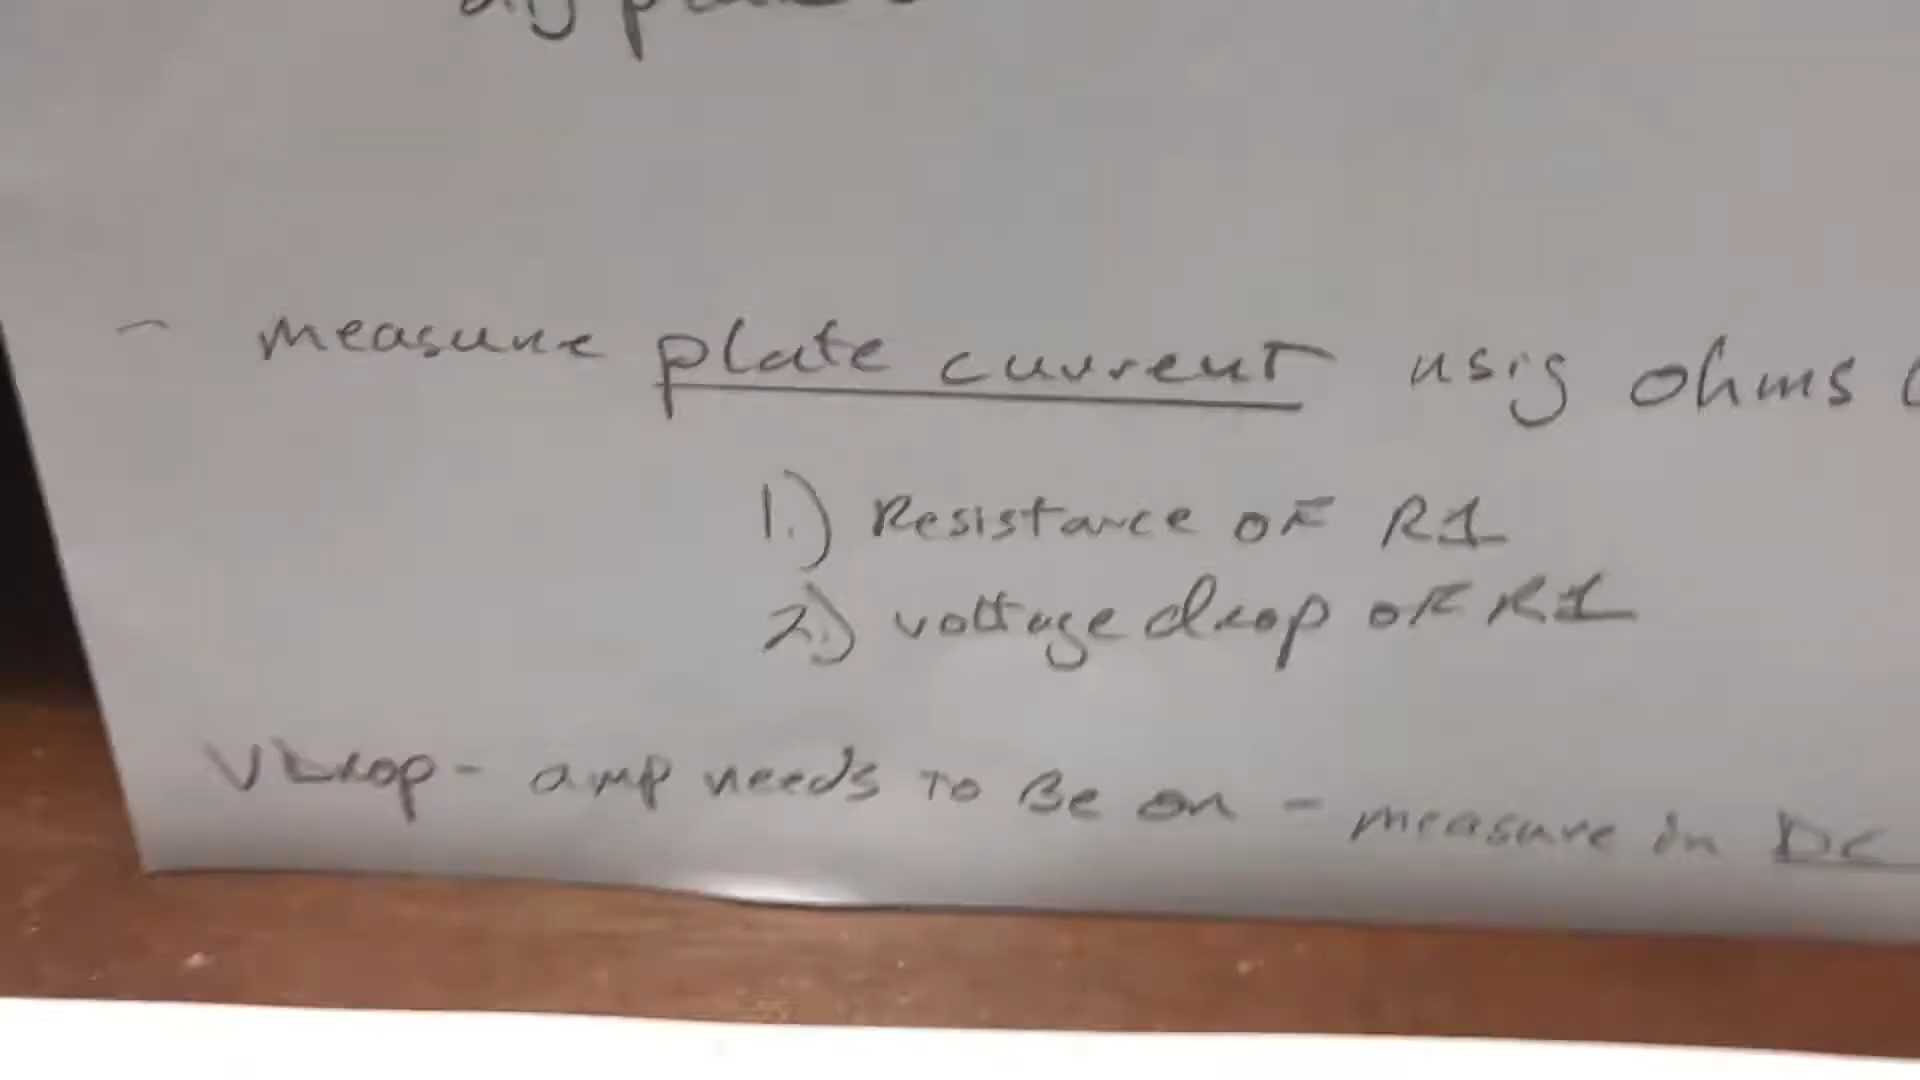 - measure plate current usig ohms
1.) Resistance of R1
2.) voltage drop of R1
V Drop - amp needs to Be on - measure in DC